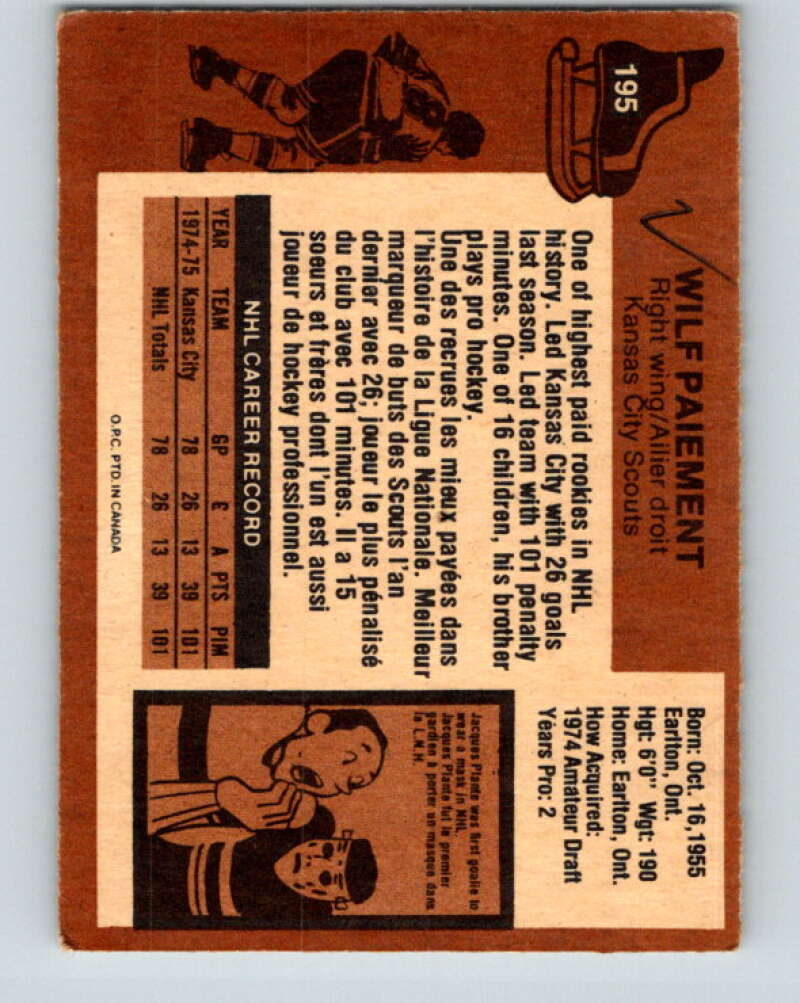 195
WILF PAIEMENT
Right wing/Allier droit
Kansas City Scouts
Born: Oct. 16, 1955
Earlton, Ont.
Hgt: 6'0" Wgt: 190
Home: Earlton, Ont.
How Acquired:
1974 Amateur Draft
Years Pro: 2
One of highest paid rookies in NHL
history. Led Kansas City with 26 goals
last season. Led team with 101 penalty
minutes. One of 16 children, his brother
plays pro hockey.
Une des recrues les mieux payées dans
l'histoire de la Ligue Nationale. Meilleur
marqueur de buts des Scouts l'an
dernier avec 26; joueur le plus pénalisé
du club avec 101 minutes. Il a 15
soeurs et frères dont l'un est aussi
joueur de hockey professionnel.
NHL CAREER RECORD
YEAR TEAM GP G A PTS PIM
1974-75 Kansas City 78 26 13 39 101
NHL Totals 78 26 13 39 101
O.P.C. PTD. IN CANADA
Jacques Plante was first goalie to
wear a mask in NHL.
Jacques Plante fut le premier
gardien à porter un masque dans
la L.N.H.